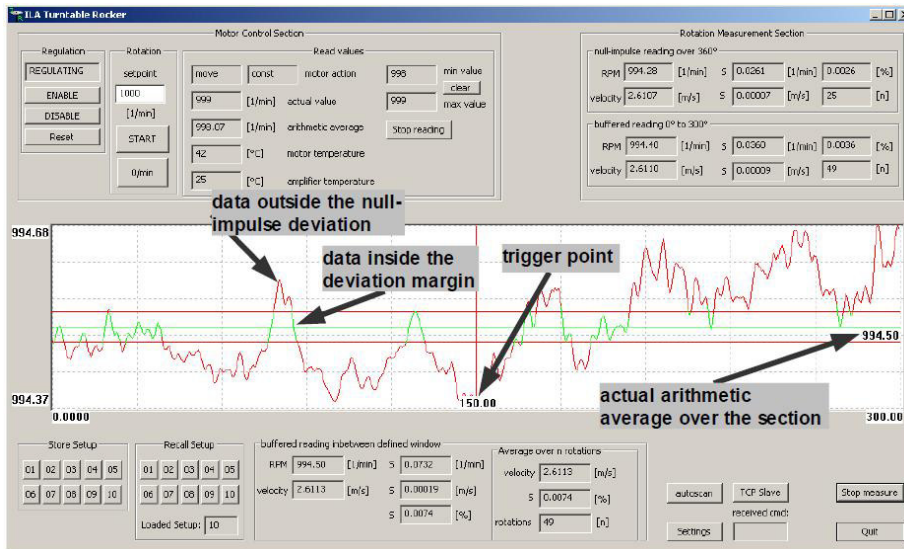 ILA Turntable Rocker
Motor Control Section
Regulation
REGULATING
ENABLE
DISABLE
Reset
Rotation
setpoint
1000
[1/min]
START
0/min
Read values
move const motor action 998 min value
clear
999 [1/min] actual value 999 max value
998.07 [1/min] arithmetic average Stop reading
42 [°C] motor temperature
25 [°C] amplifier temperature
Rotation Measurement Section
null-impulse reading over 360°
RPM 994.28 [1/min] S 0.0261 [1/min] 0.0026 [%]
velocity 2.6107 [m/s] S 0.00007 [m/s] 25 [n]
buffered reading 0° to 300°
RPM 994.40 [1/min] S 0.0360 [1/min] 0.0036 [%]
velocity 2.6110 [m/s] S 0.00009 [m/s] 49 [n]
data outside the null-
impulse deviation
data inside the
deviation margin
trigger point
994.68
994.50
994.37
0.0000
150.00
300.00
actual arithmetic
average over the section
Store Setup
01 02 03 04 05
06 07 08 09 10
Recall Setup
01 02 03 04 05
06 07 08 09 10
Loaded Setup: 10
buffered reading inbetween defined window
RPM 994.50 [1/min] S 0.0732 [1/min]
velocity 2.6113 [m/s] S 0.00019 [m/s]
S 0.0074 [%]
Average over n rotations
velocity 2.6113 [m/s]
S 0.0074 [%]
rotations 49 [n]
autoscan
TCP Slave
Stop measure
received cmd:
Settings
Quit